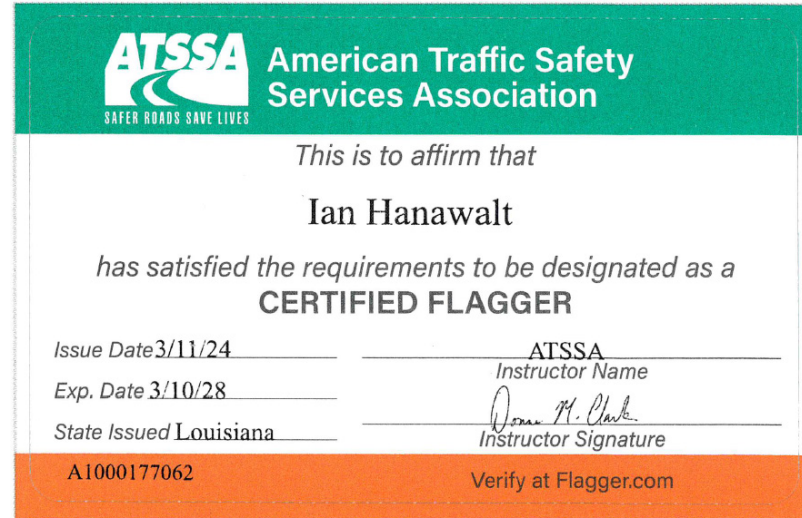 ATSSA
SAFER ROADS SAVE LIVES
American Traffic Safety
Services Association
This is to affirm that
Ian Hanawalt
has satisfied the requirements to be designated as a
CERTIFIED FLAGGER
Issue Date 3/11/24
ATSSA
Instructor Name
Exp. Date 3/10/28
Donna M. Clark
Instructor Signature
State Issued Louisiana
A1000177062
Verify at Flagger.com